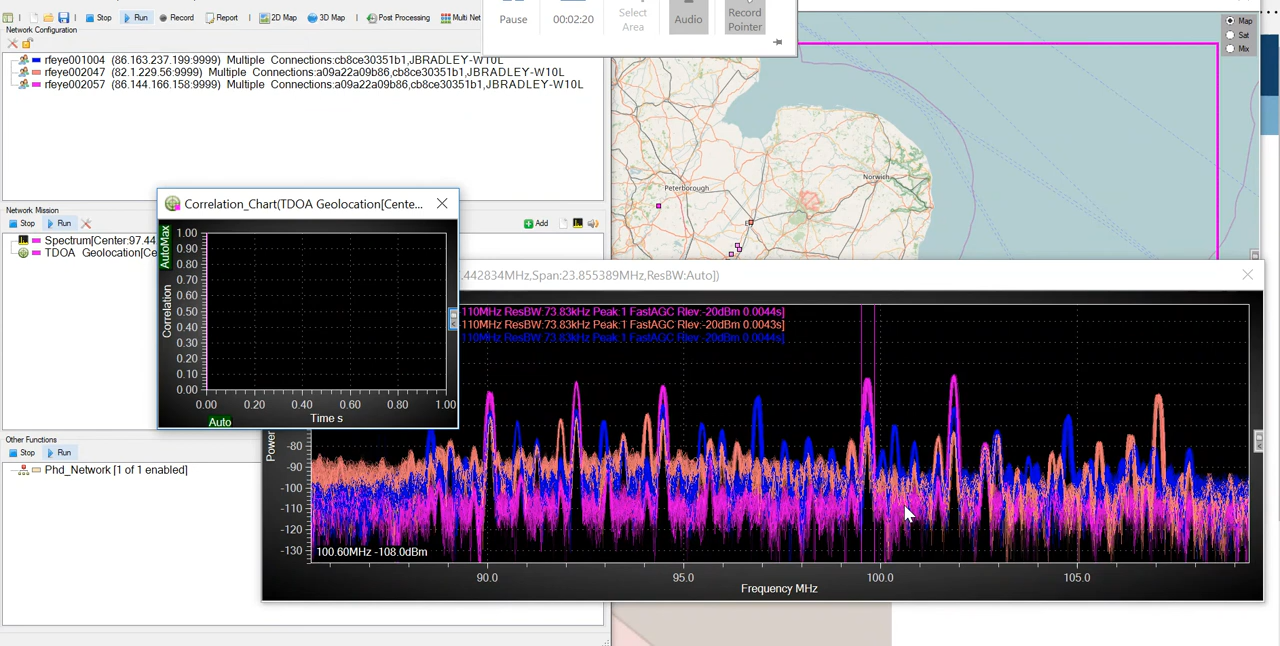 Stop Run Record Report 2D Map 3D Map Post Processing Multi Net
Pause 00:02:20 Select Area Audio Record Pointer
Map
Sat
Mix
Network Configuration
rfeye001004 (86.163.237.199:9999) Multiple Connections:cb8ce30351b1,JBRADLEY-W10L
rfeye002047 (82.1.229.56:9999) Multiple Connections:a09a22a09b86,cb8ce30351b1,JBRADLEY-W10L
rfeye002057 (86.144.166.158:9999) Multiple Connections:a09a22a09b86,cb8ce30351b1,JBRADLEY-W10L
Peterborough
Norwich
Network Mission
Stop Run Add
Spectrum[Center:97.44
TDOA Geolocation[Ce
Correlation_Chart(TDOA Geolocation[Cente...
AutoMax
Correlation
1.00
0.90
0.80
0.70
0.60
0.50
0.40
0.30
0.20
0.10
0.00
0.00 0.20 0.40 0.60 0.80 1.00
Auto Time s
.442834MHz,Span:23.855389MHz,ResBW:Auto])
110MHz ResBW:73.83kHz Peak:1 FastAGC Rlev:-20dBm 0.0044s]
110MHz ResBW:73.83kHz Peak:1 FastAGC Rlev:-20dBm 0.0043s]
110MHz ResBW:73.83kHz Peak:1 FastAGC Rlev:-20dBm 0.0044s]
Power
-80
-90
-100
-110
-120
-130
100.60MHz -108.0dBm
90.0 95.0 100.0 105.0
Frequency MHz
Other Functions
Stop Run
Phd_Network [1 of 1 enabled]